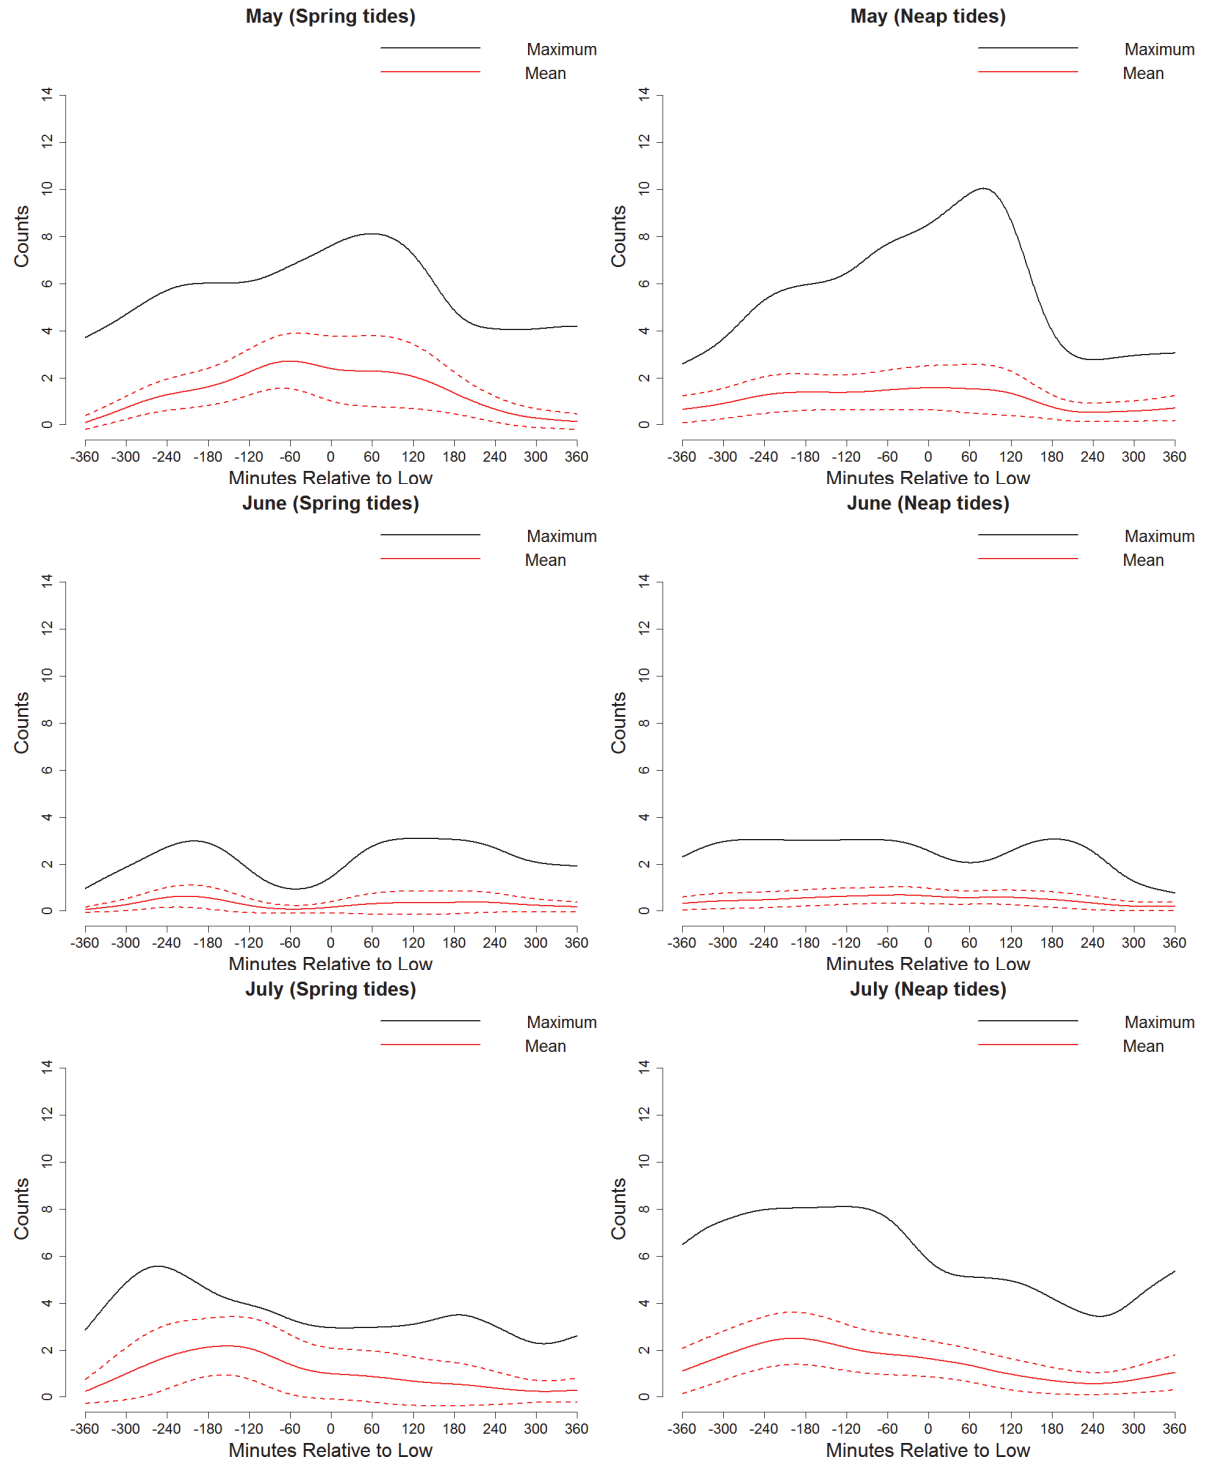 May (Spring tides)
Maximum
Mean
14
12
10
8
6
4
2
0
Counts
-360 -300 -240 -180 -120 -60 0 60 120 180 240 300 360
Minutes Relative to Low
May (Neap tides)
Maximum
Mean
14
12
10
8
6
4
2
0
Counts
-360 -300 -240 -180 -120 -60 0 60 120 180 240 300 360
Minutes Relative to Low
June (Spring tides)
Maximum
Mean
14
12
10
8
6
4
2
0
Counts
-360 -300 -240 -180 -120 -60 0 60 120 180 240 300 360
Minutes Relative to Low
June (Neap tides)
Maximum
Mean
14
12
10
8
6
4
2
0
Counts
-360 -300 -240 -180 -120 -60 0 60 120 180 240 300 360
Minutes Relative to Low
July (Spring tides)
Maximum
Mean
14
12
10
8
6
4
2
0
Counts
-360 -300 -240 -180 -120 -60 0 60 120 180 240 300 360
Minutes Relative to Low
July (Neap tides)
Maximum
Mean
14
12
10
8
6
4
2
0
Counts
-360 -300 -240 -180 -120 -60 0 60 120 180 240 300 360
Minutes Relative to Low